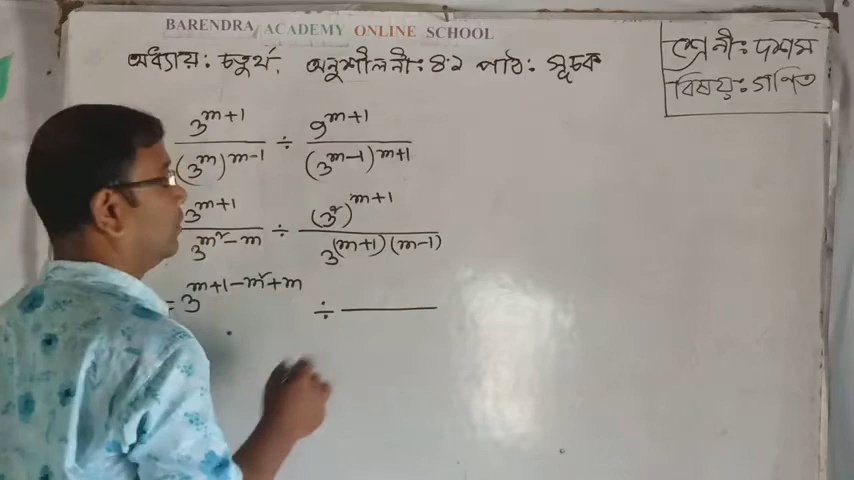 BARENDRA ACADEMY ONLINE SCHOOL
অধ্যায়: চতুর্থ, অনুশীলনী: ৪.১ পাঠ: সূচক
শ্রেনী: দশম
বিষয়: গণিত
3^{m+1}/(3^m)^{m-1} ÷ 9^{m+1}/(3^{m-1})^{m+1}
3^{m+1}/3^{m²-m} ÷ (3²)^{m+1}/3^{(m+1)(m-1)}
= 3^{m+1-m²+m} ÷